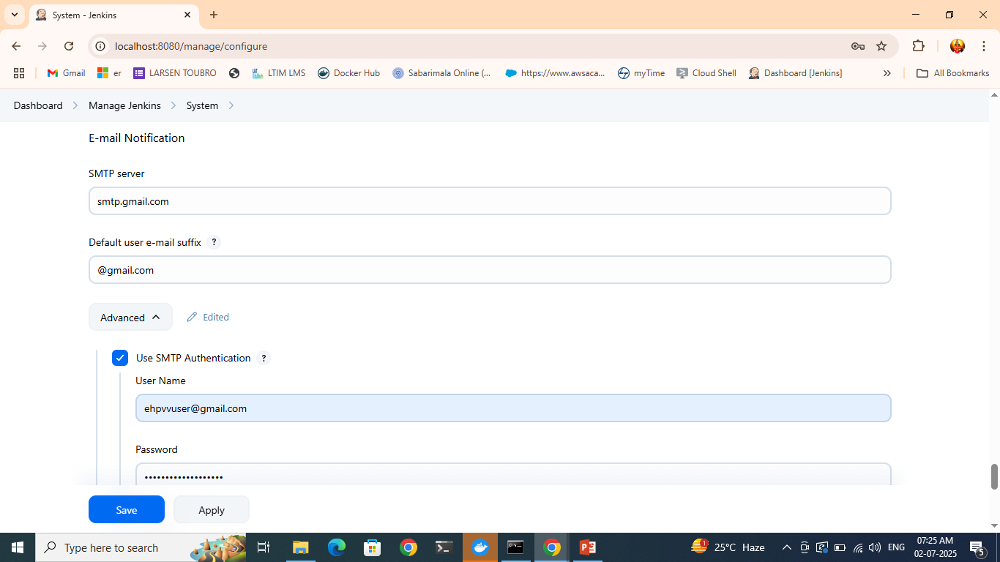 System - Jenkins
localhost:8080/manage/configure
Gmail er LARSEN TOUBRO LTIM LMS Docker Hub Sabarimala Online (... https://www.awsaca... myTime Cloud Shell Dashboard [Jenkins] » All Bookmarks
Dashboard Manage Jenkins System
E-mail Notification
SMTP server
smtp.gmail.com
Default user e-mail suffix ?
@gmail.com
Advanced Edited
Use SMTP Authentication ?
User Name
ehpvvuser@gmail.com
Password
•••••••••••••••••••
Save Apply
Type here to search
1 25°C Haze ENG 07:25 AM 5
02-07-2025